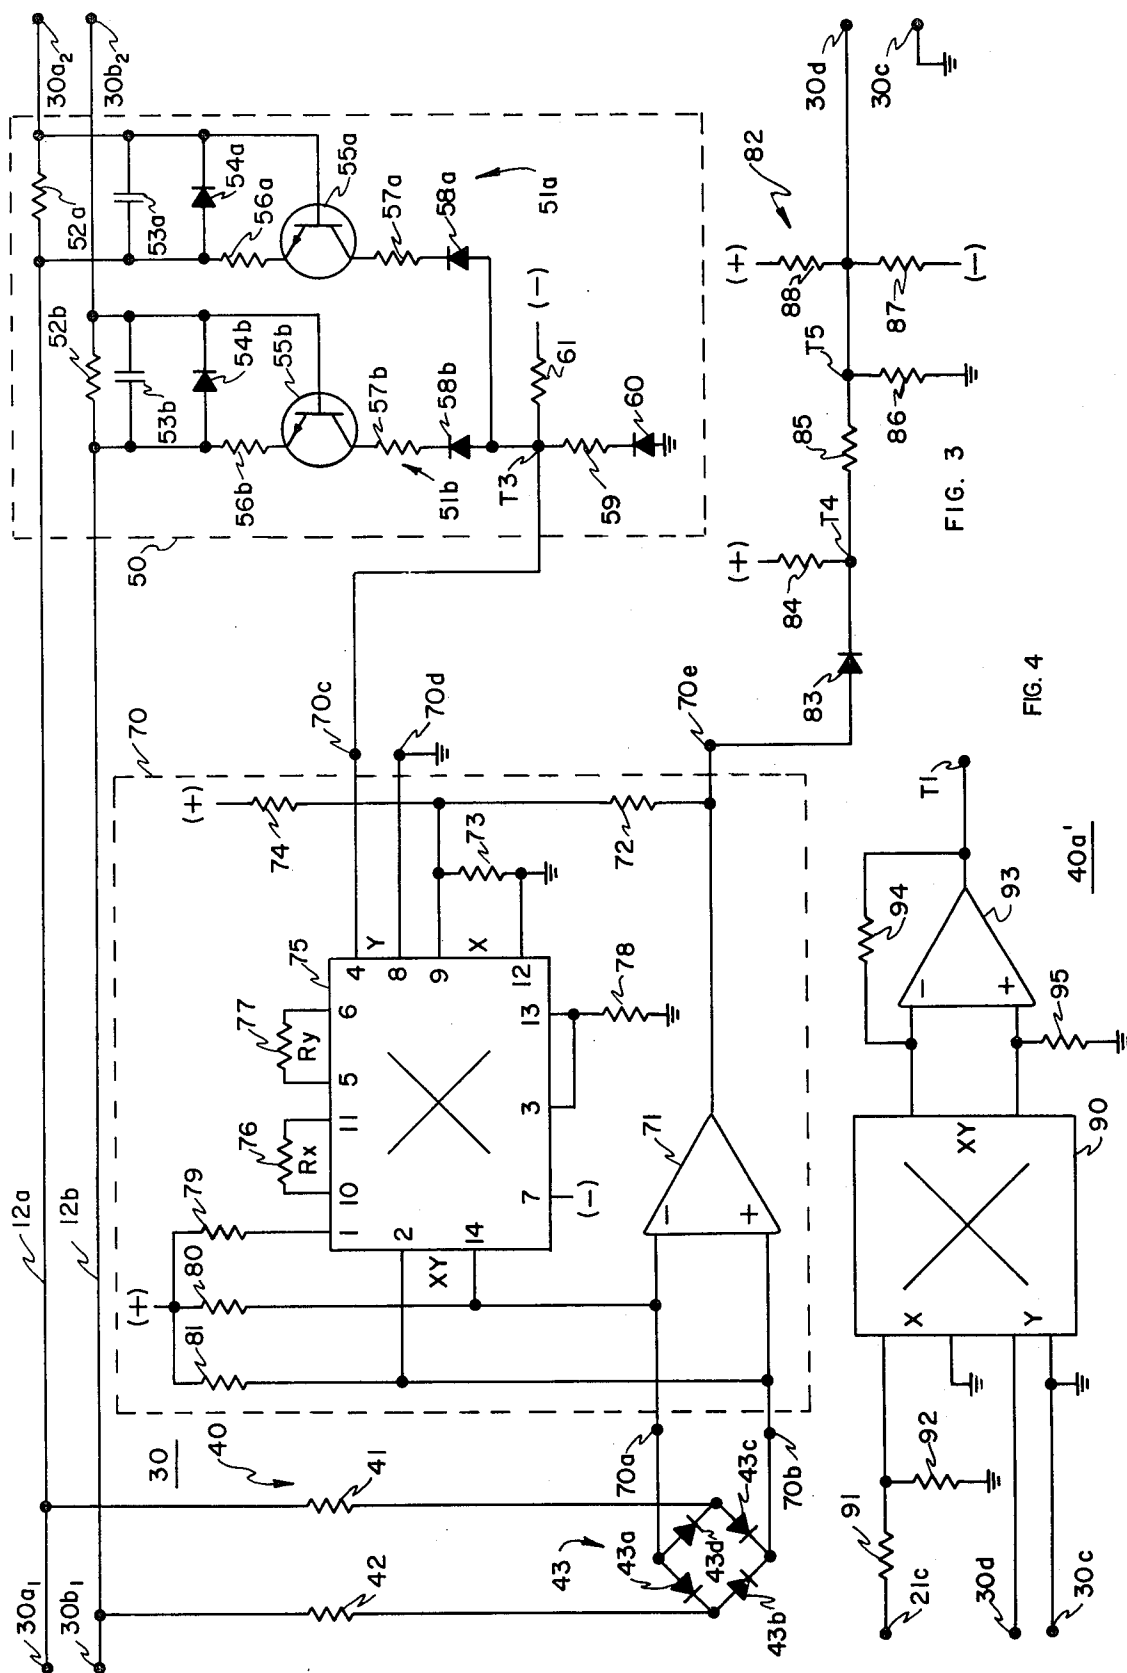 30a1
30b1
12a
12b
30
40
41
42
43
43a
43b
43c
43d
70a
70b
70
(+)
81
80
79
76
Rx
77
Ry
75
1
10
11
5
6
2
XY
14
7
(-)
3
13
4
Y
8
9
X
12
78
71
-
+
(+)
74
73
72
70c
70d
70e
50
52b
53b
54b
56b
55b
57b
58b
51b
T3
59
60
61
(-)
52a
53a
54a
56a
55a
57a
58a
51a
30a2
30b2
83
(+)
84
T4
85
T5
86
(+)
88
87
(-)
82
30d
30c
FIG. 3
21c
30d
30c
91
92
X
Y
XY
90
-
+
93
94
95
T1
40a'
FIG. 4